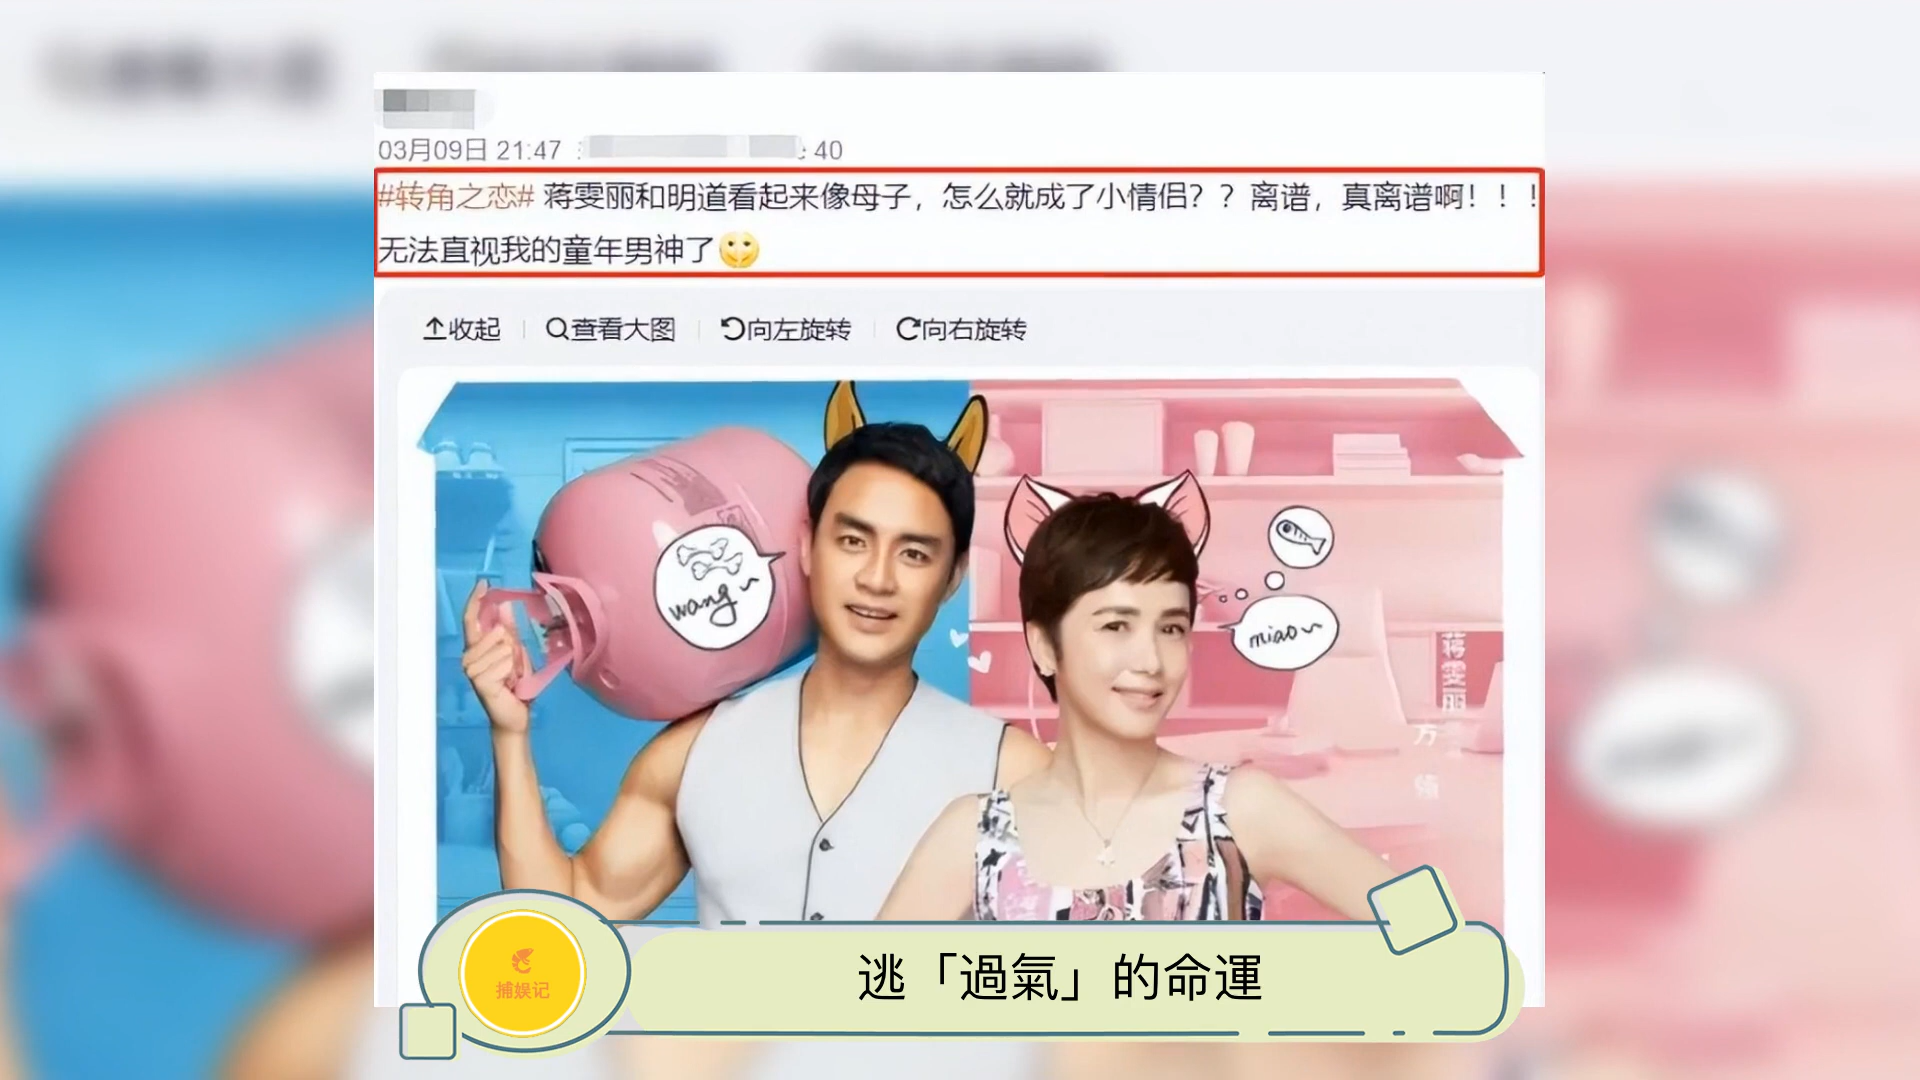 03月09日 21:47
40
#转角之恋# 蒋雯丽和明道看起来像母子，怎么就成了小情侣？？离谱，真离谱啊！！！
无法直视我的童年男神了
收起
查看大图
向左旋转
向右旋转
wang~
miao~
蒋雯丽
万
捕娱记
逃「過氣」的命運